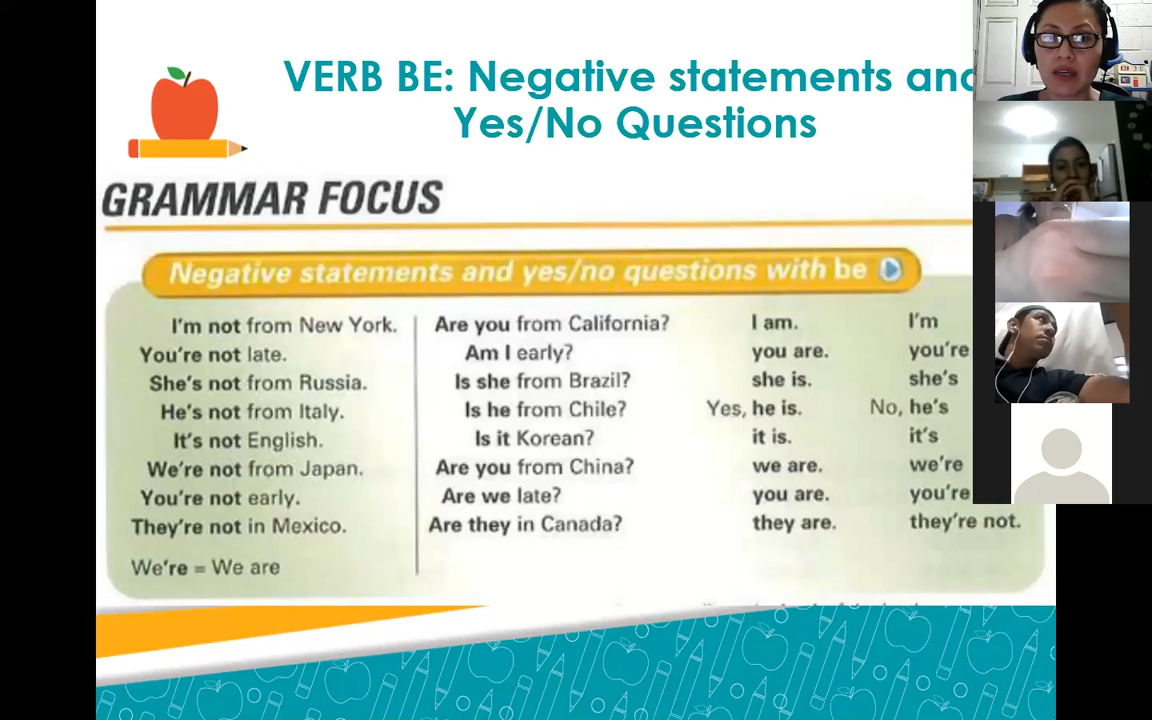 VERB BE: Negative statements and
Yes/No Questions
GRAMMAR FOCUS
Negative statements and yes/no questions with be
I'm not from New York.
You're not late.
She's not from Russia.
He's not from Italy.
It's not English.
We're not from Japan.
You're not early.
They're not in Mexico.
We're = We are
Are you from California?
Am I early?
Is she from Brazil?
Is he from Chile?
Is it Korean?
Are you from China?
Are we late?
Are they in Canada?
I am.
you are.
she is.
Yes, he is.
it is.
we are.
you are.
they are.
I'm
you're
she's
No, he's
it's
we're
you're
they're not.